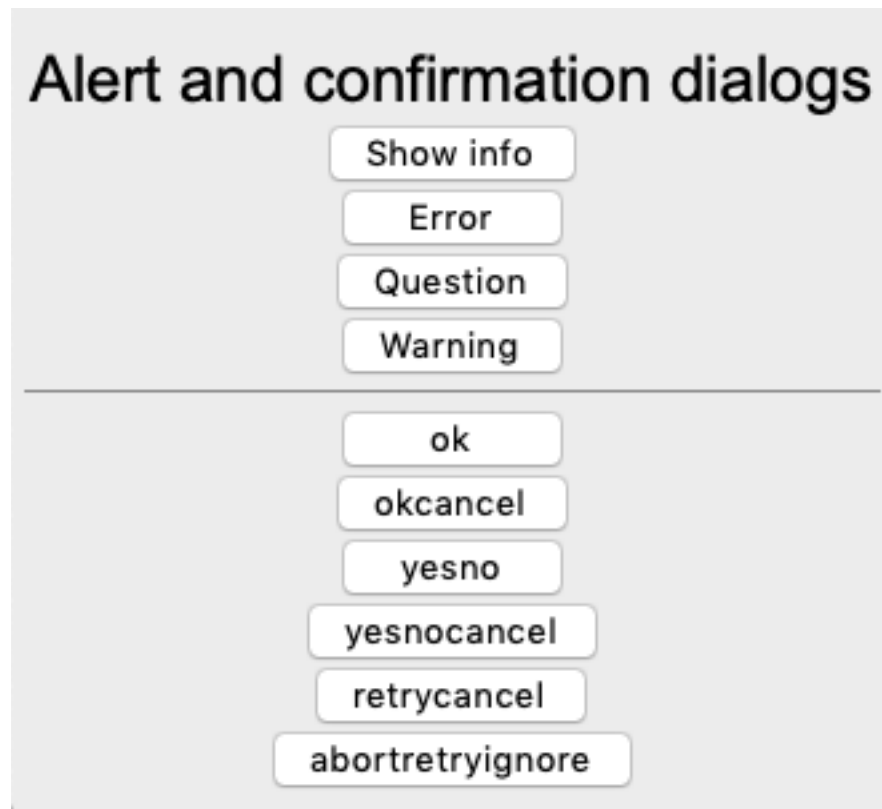 Alert and confirmation dialogs
Show info
Error
Question
Warning
ok
okcancel
yesno
yesnocancel
retrycancel
abortretryignore